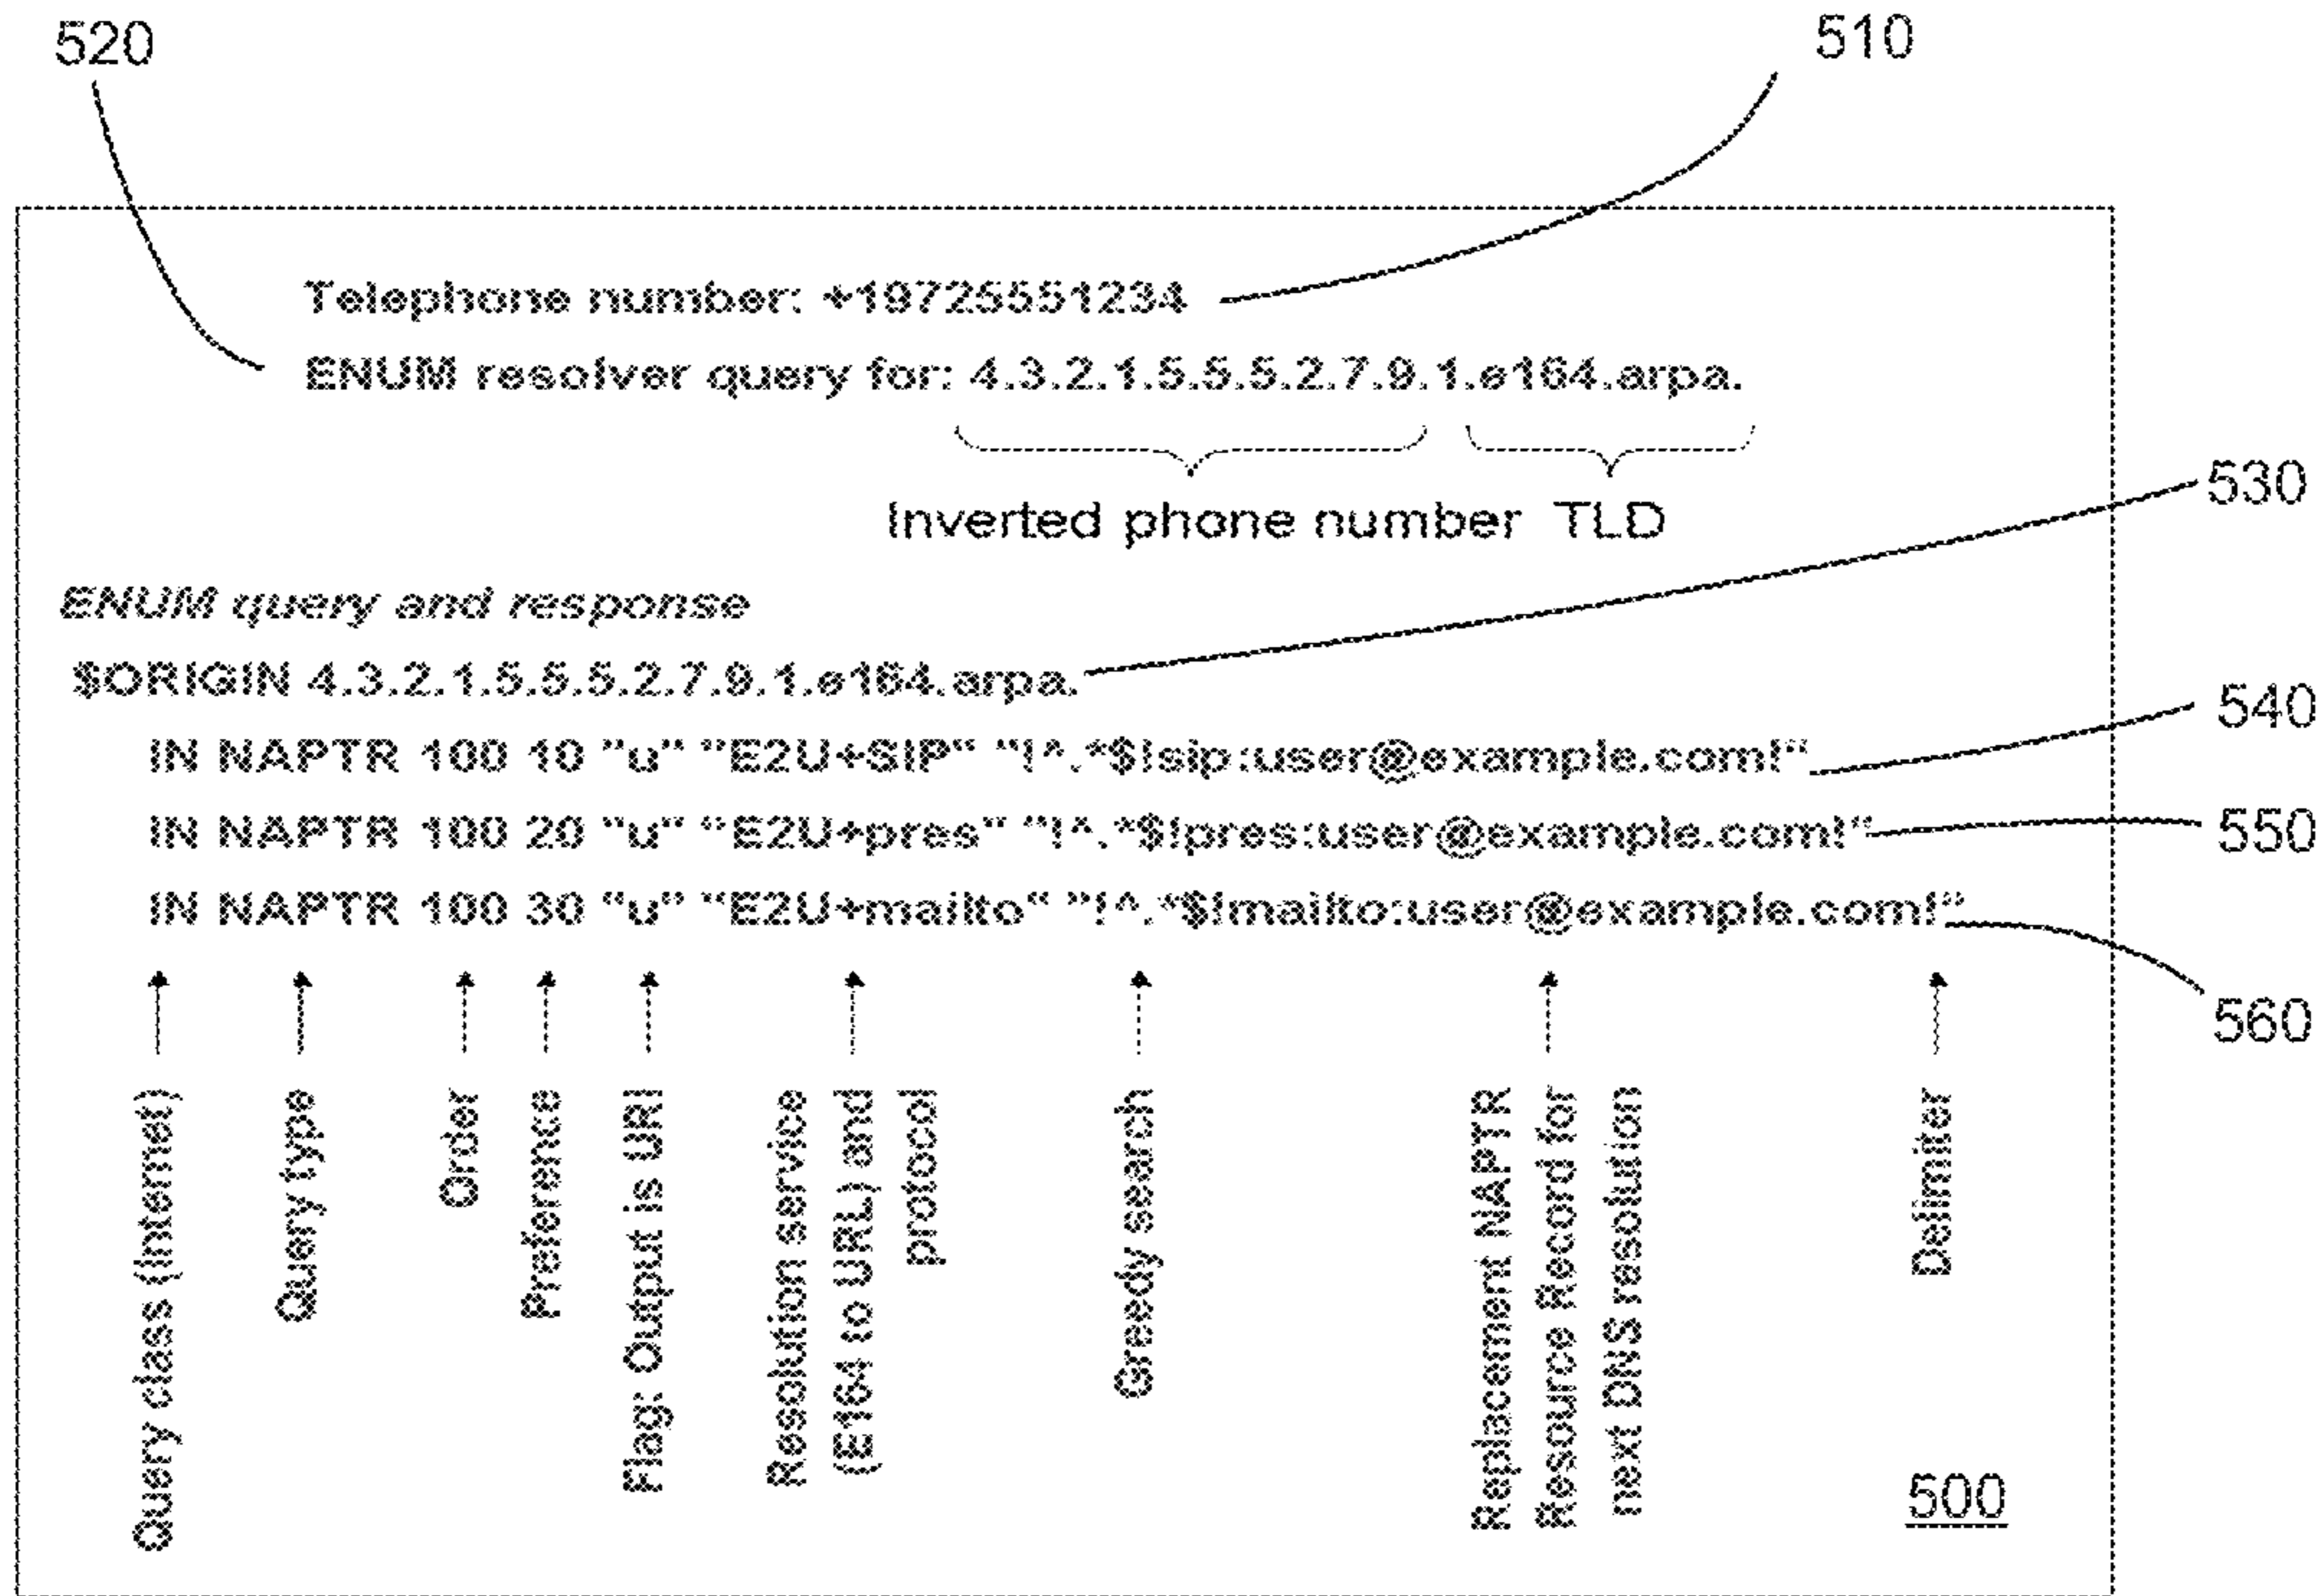 520
510
Telephone number: +19725551234
ENUM resolver query for: 4.3.2.1.5.5.5.2.7.9.1.e164.arpa.
Inverted phone number TLD
530
ENUM query and response
$ORIGIN 4.3.2.1.5.5.5.2.7.9.1.e164.arpa.
540
IN NAPTR 100 10 "u" "E2U+SIP" "!^.*$!sip:user@example.com!"
550
IN NAPTR 100 20 "u" "E2U+pres" "!^.*$!pres:user@example.com!"
IN NAPTR 100 30 "u" "E2U+mailto" "!^.*$!mailto:user@example.com!"
560
Query class (Internet)
Query type
Order
Preference
Flag: Output is URI
Resolution service
(E164 to URL) and
protocol
Greedy search
Replacement NAPTR
Resource Record for
next DNS resolution
Delimiter
500